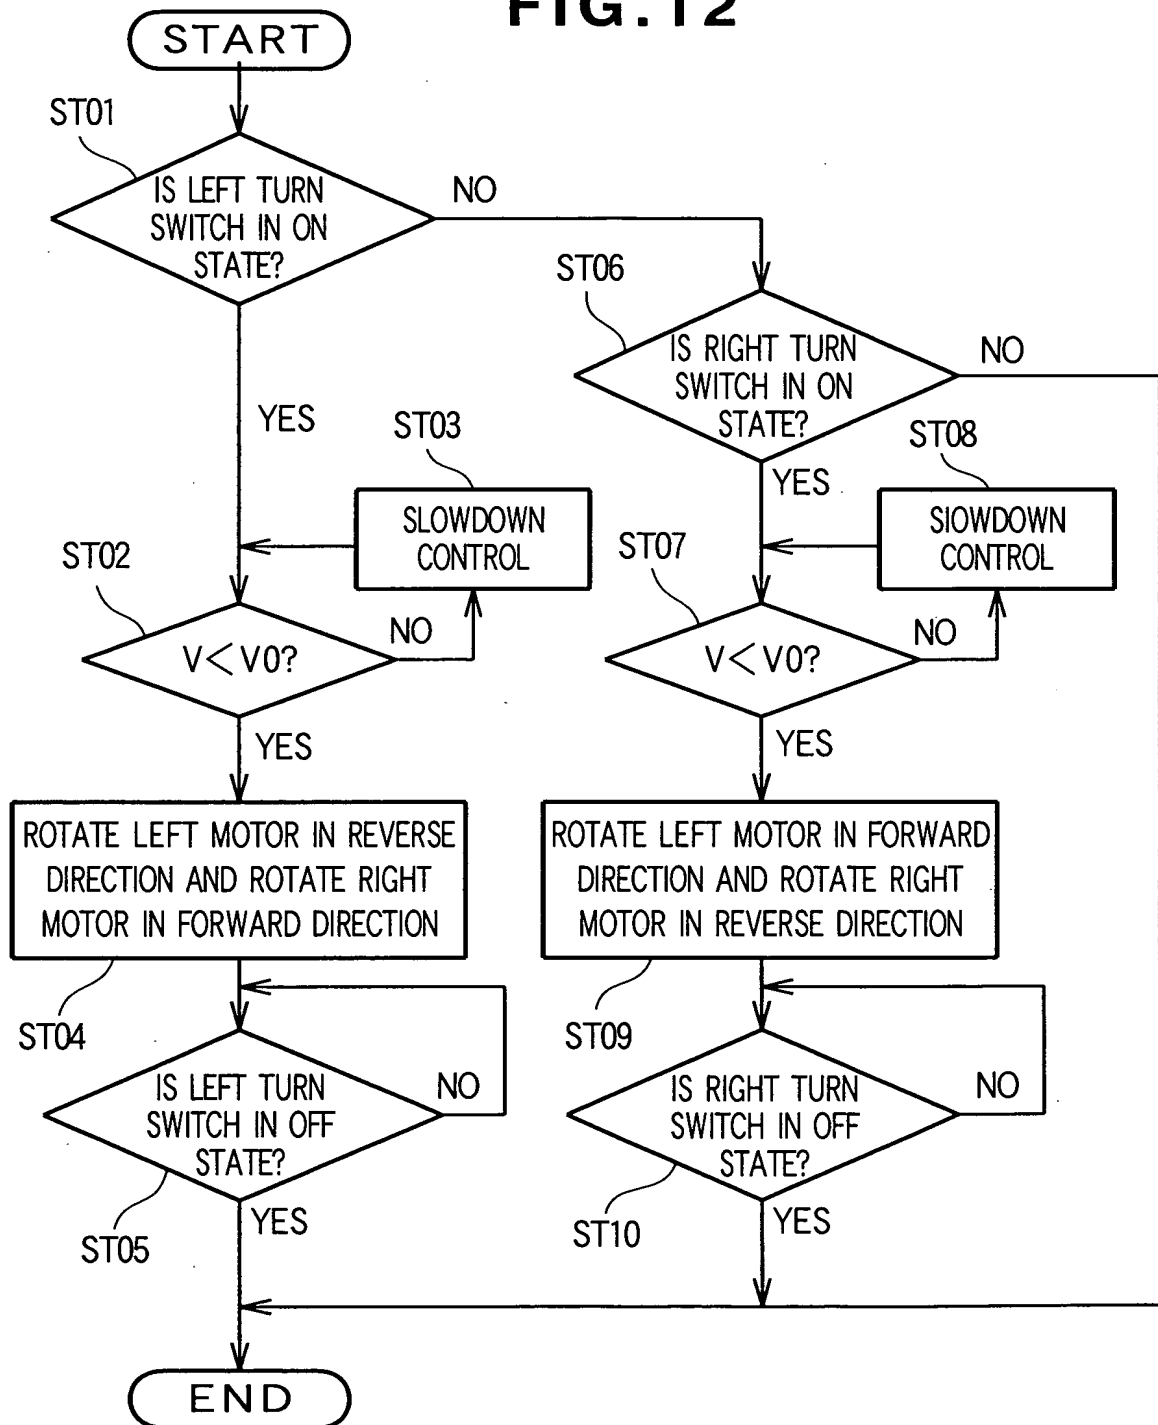 FIG.12
START
ST01
IS LEFT TURN
SWITCH IN ON
STATE?
NO
YES
ST06
IS RIGHT TURN
SWITCH IN ON
STATE?
NO
YES
ST03
SLOWDOWN
CONTROL
ST02
V<V0?
NO
YES
ST08
SIOWDOWN
CONTROL
ST07
V<V0?
NO
YES
ROTATE LEFT MOTOR IN REVERSE
DIRECTION AND ROTATE RIGHT
MOTOR IN FORWARD DIRECTION
ST04
ROTATE LEFT MOTOR IN FORWARD
DIRECTION AND ROTATE RIGHT
MOTOR IN REVERSE DIRECTION
ST09
IS LEFT TURN
SWITCH IN OFF
STATE?
NO
ST05
YES
IS RIGHT TURN
SWITCH IN OFF
STATE?
NO
ST10
YES
END